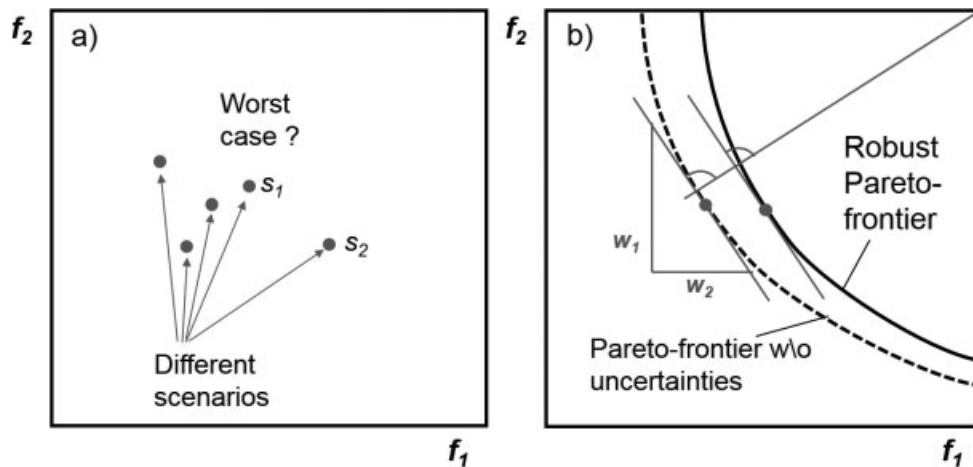 f2
a)
Worst
case ?
s1
s2
Different
scenarios
f1
f2
b)
Robust
Pareto-
frontier
w1
w2
Pareto-frontier w\o
uncertainties
f1